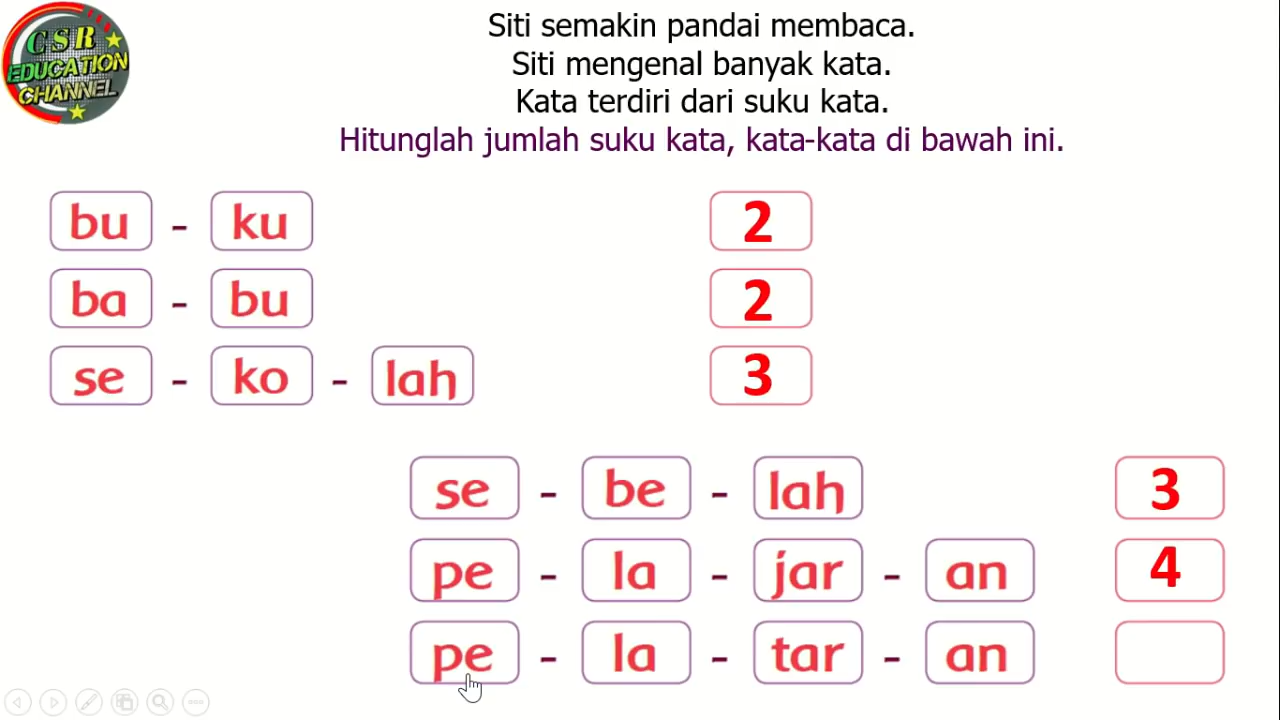 CSR
EDUCATION
CHANNEL
Siti semakin pandai membaca.
Siti mengenal banyak kata.
Kata terdiri dari suku kata.
Hitunglah jumlah suku kata, kata-kata di bawah ini.
bu - ku 2
ba - bu 2
se - ko - lah 3
se - be - lah 3
pe - la - jar - an 4
pe - la - tar - an